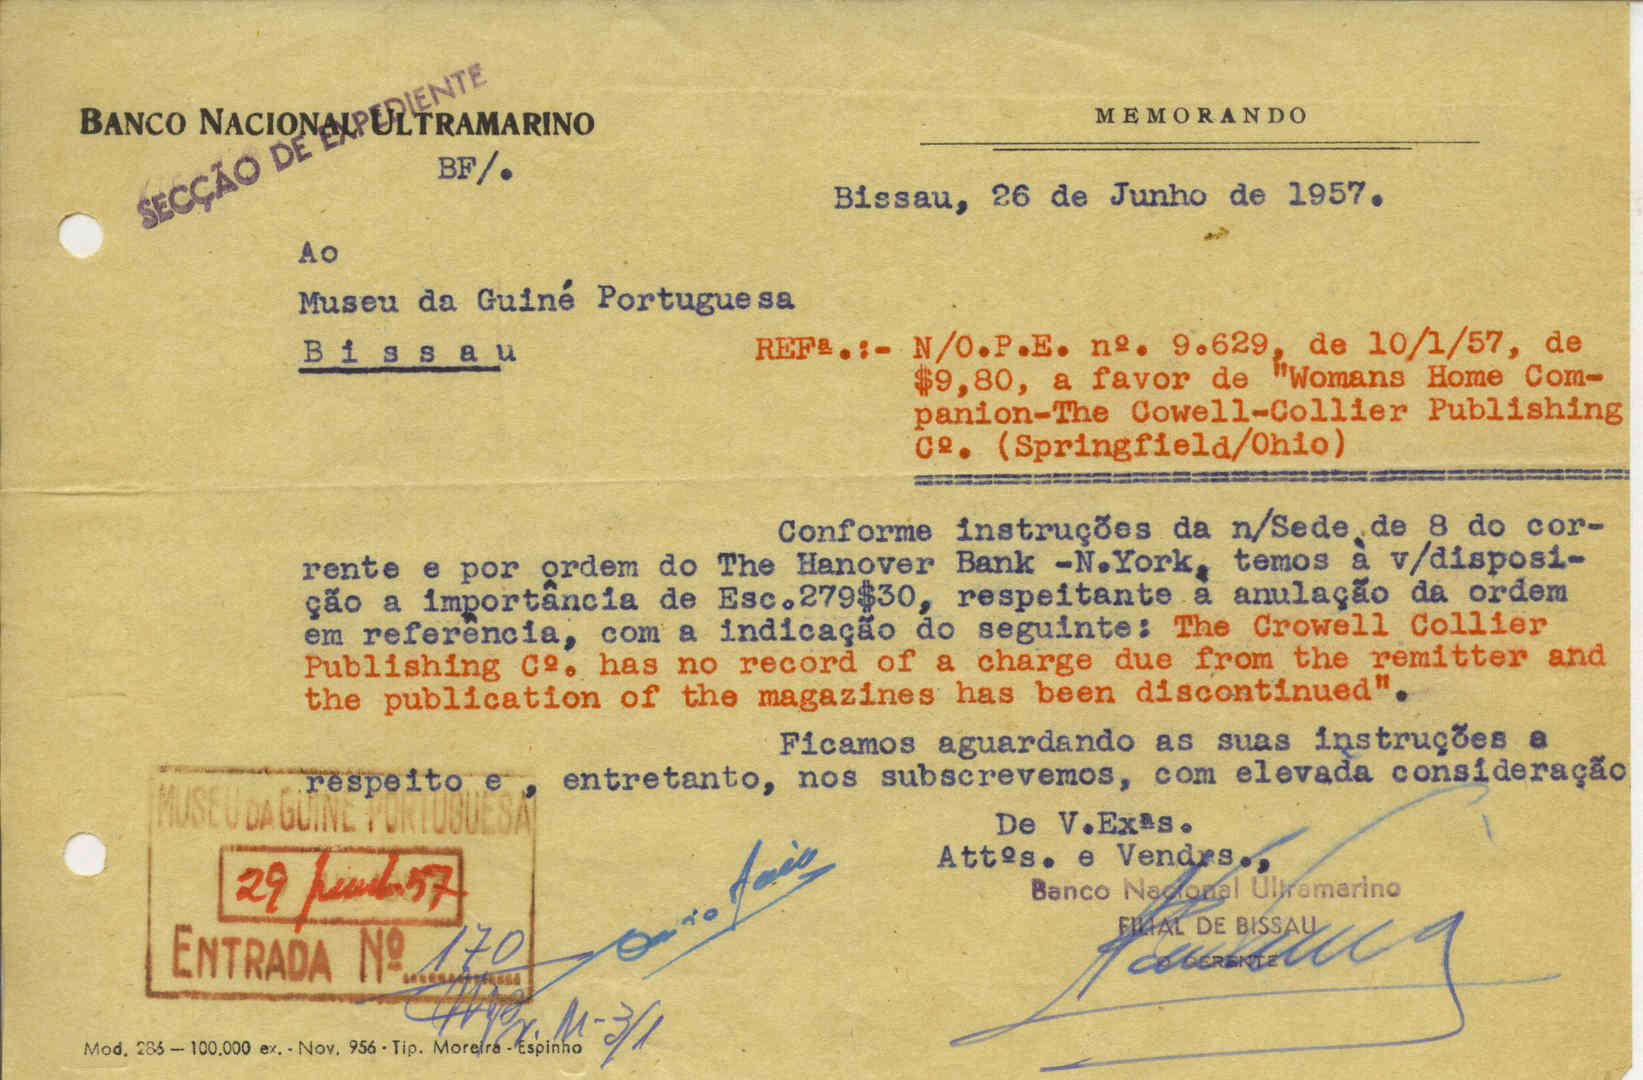 BANCO NACIONAL ULTRAMARINO
SECÇÃO DE EXPEDIENTE
BF/.
MEMORANDO
Bissau, 26 de Junho de 1957.
Ao
Museu da Guiné Portuguesa
Bissau
REFª.:- N/O.P.E. nº. 9.629, de 10/1/57, de
$9,80, a favor de "Womans Home Com-
panion-The Cowell-Collier Publishing
Cº. (Springfield/Ohio)
Conforme instruções da n/Sede,de 8 do cor-
rente e por ordem do The Hanover Bank -N.York, temos à v/disposi-
ção a importância de Esc.279$30, respeitante à anulação da ordem
em referência, com a indicação do seguinte: The Crowell Collier
Publishing Cº. has no record of a charge due from the remitter and
the publication of the magazines has been discontinued".
Ficamos aguardando as suas instruções a
respeito e , entretanto, nos subscrevemos, com elevada consideração
De V.Exªs.
Attºs. e Vendrs.,
Banco Nacional Ultramarino
FILIAL DE BISSAU
O GERENTE
MUSEU DA GUINÉ PORTUGUESA
29 Junho 57
ENTRADA Nº 170
M-3/1
Mod. 286 — 100.000 ex. - Nov. 956 - Tip. Moreira - Espinho